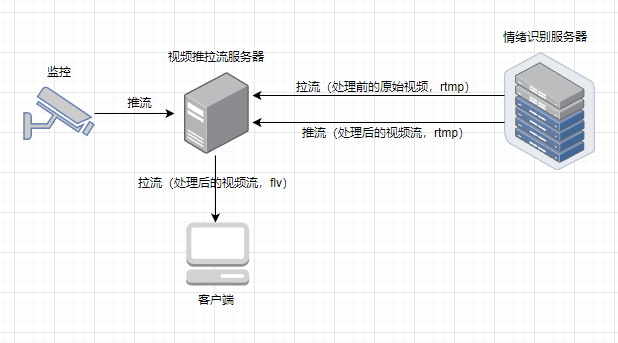 情绪识别服务器
视频推拉流服务器
监控
拉流（处理前的原始视频，rtmp）
推流
推流（处理后的视频流，rtmp）
拉流（处理后的视频流，flv）
客户端